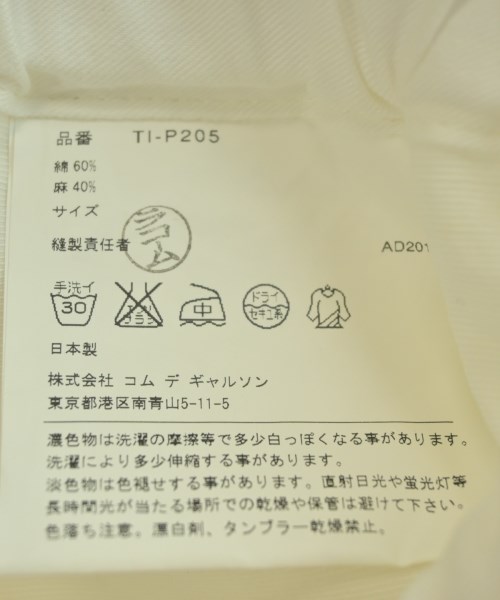 品番 TI-P205
綿 60%
麻 40%
サイズ
縫製責任者
AD201
手洗イ 30 中 ドライ セキユ系
日本製
株式会社 コム デ ギャルソン
東京都港区南青山5-11-5
濃色物は洗濯の摩擦等で多少白っぽくなる事があります。
洗濯により多少伸縮する事があります。
淡色物は色褪せする事があります。直射日光や蛍光灯等
長時間光が当たる場所での乾燥や保管は避けて下さい。
色落ち注意。漂白剤、タンブラー乾燥禁止。